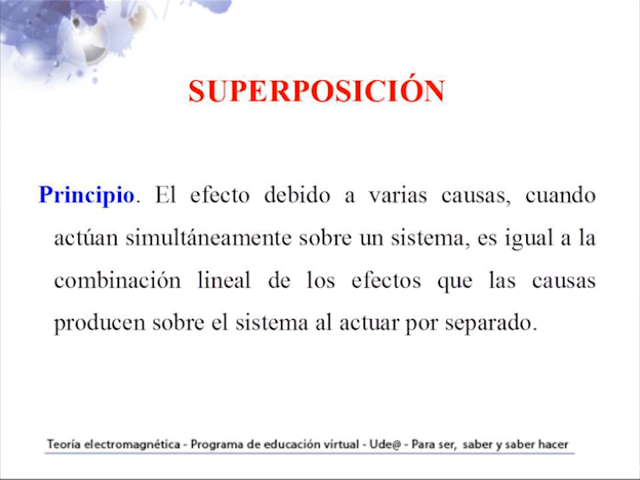 SUPERPOSICIÓN
Principio. El efecto debido a varias causas, cuando
actúan simultáneamente sobre un sistema, es igual a la
combinación lineal de los efectos que las causas
producen sobre el sistema al actuar por separado.
Teoría electromagnética - Programa de educación virtual - Ude@ - Para ser, saber y saber hacer